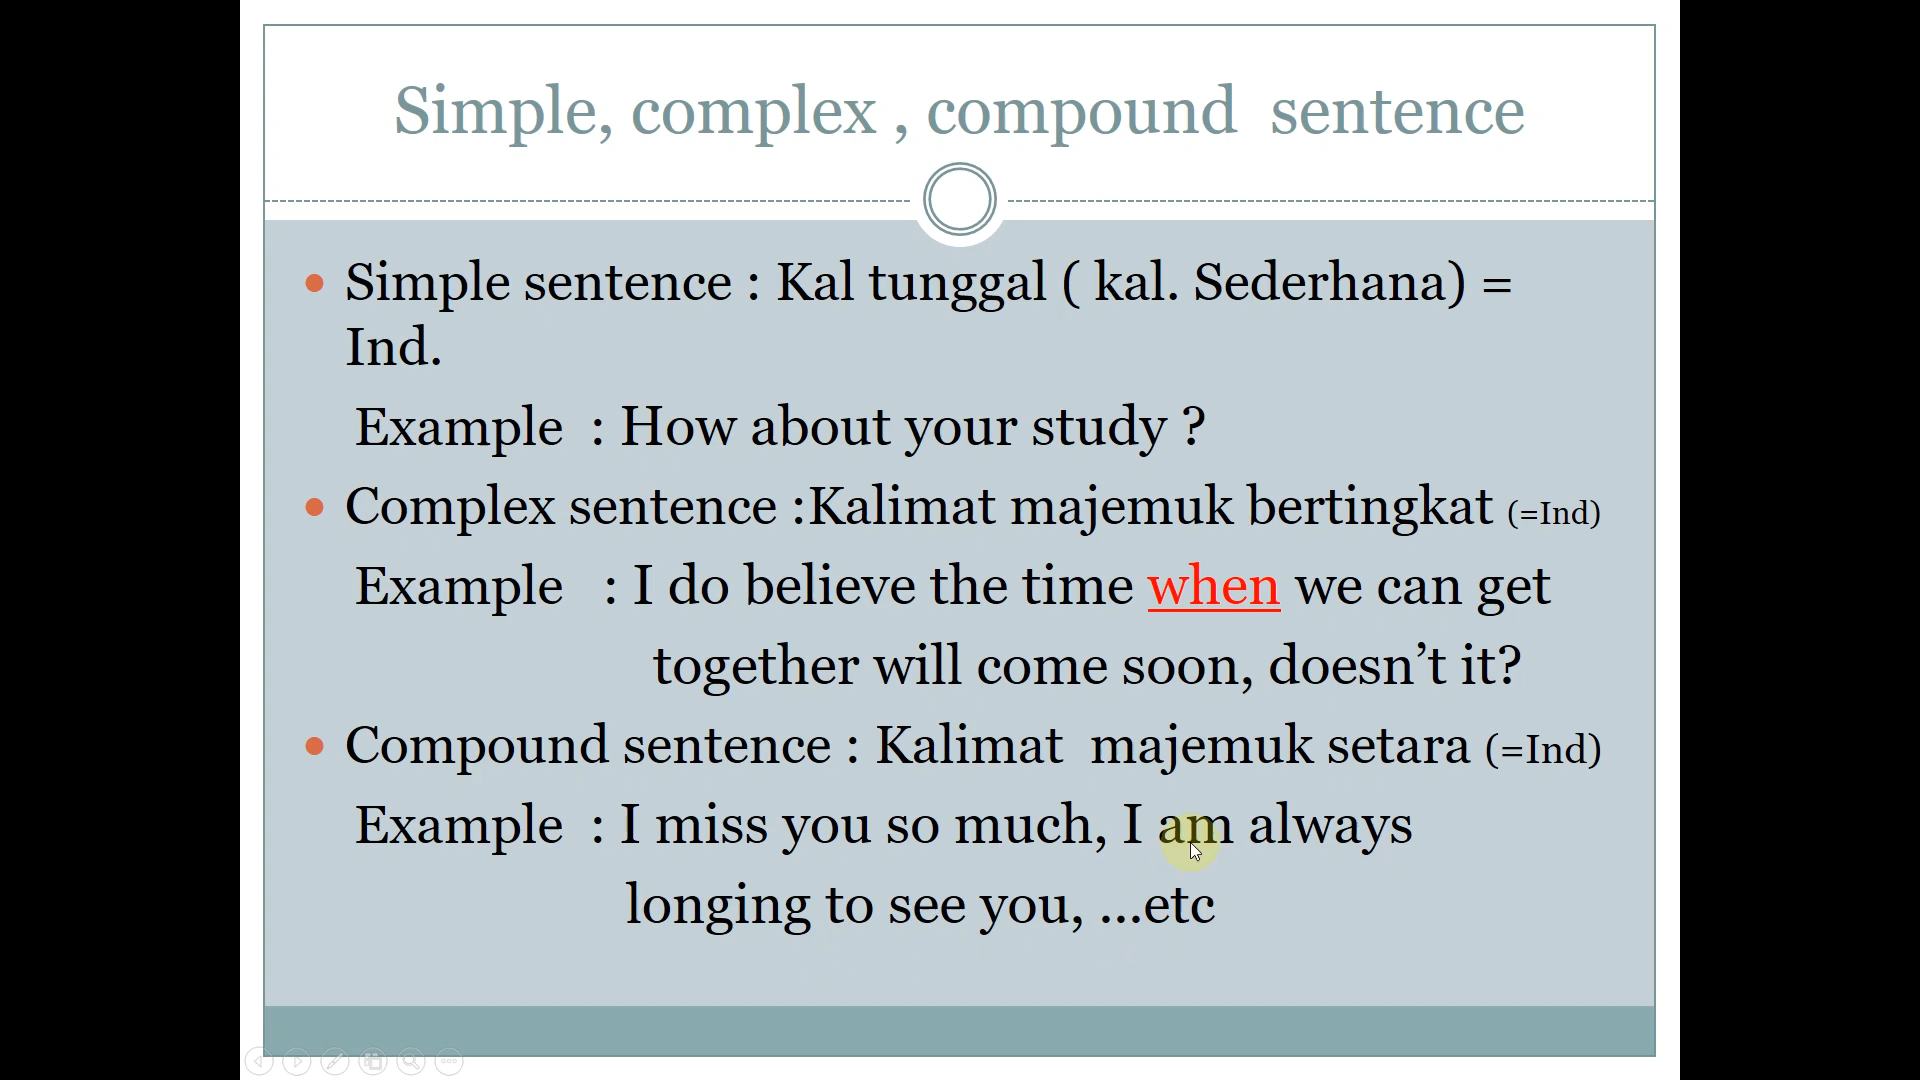 Simple, complex , compound  sentence
• Simple sentence : Kal tunggal ( kal. Sederhana) =
Ind.
Example  : How about your study ?
• Complex sentence :Kalimat majemuk bertingkat (=Ind)
Example   : I do believe the time when we can get
together will come soon, doesn’t it?
• Compound sentence : Kalimat  majemuk setara (=Ind)
Example  : I miss you so much, I am always
longing to see you, ...etc